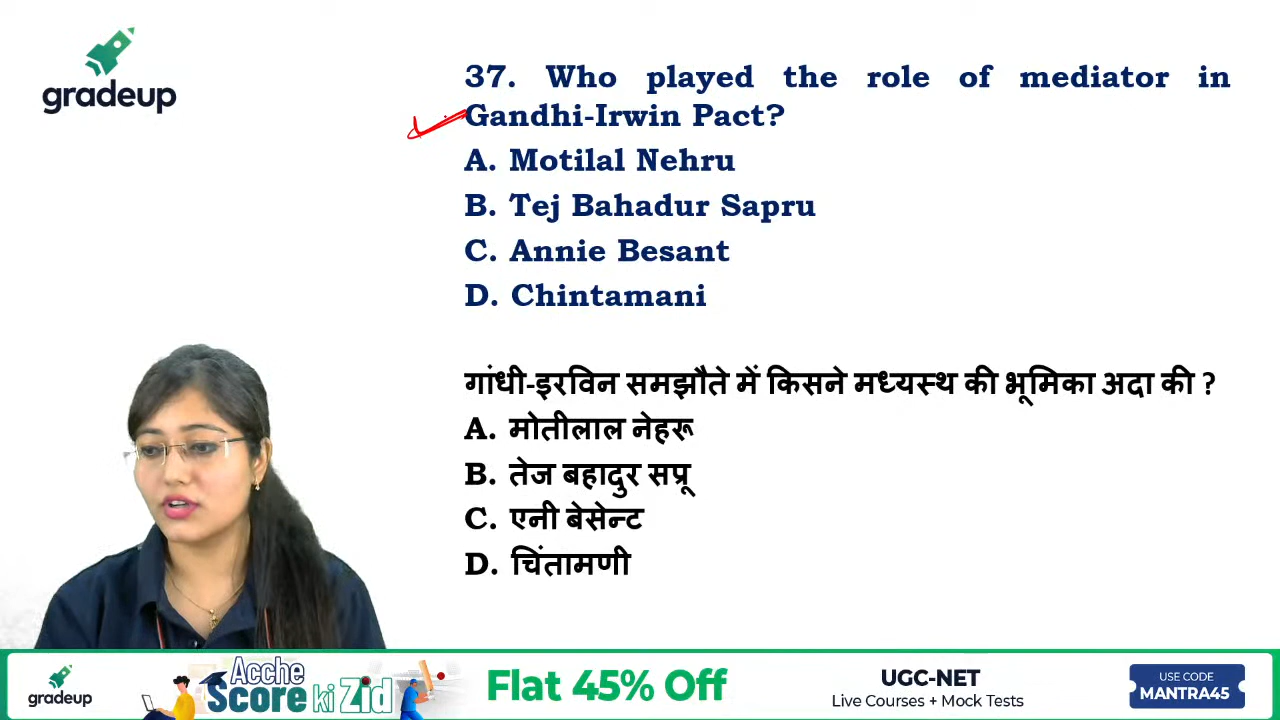 gradeup
37. Who played the role of mediator in
Gandhi-Irwin Pact?
A. Motilal Nehru
B. Tej Bahadur Sapru
C. Annie Besant
D. Chintamani
गांधी-इरविन समझौते में किसने मध्यस्थ की भूमिका अदा की ?
A. मोतीलाल नेहरू
B. तेज बहादुर सप्रू
C. एनी बेसेन्ट
D. चिंतामणी
gradeup
Acche
Score ki Zid
Flat 45% Off
UGC-NET
Live Courses + Mock Tests
USE CODE
MANTRA45